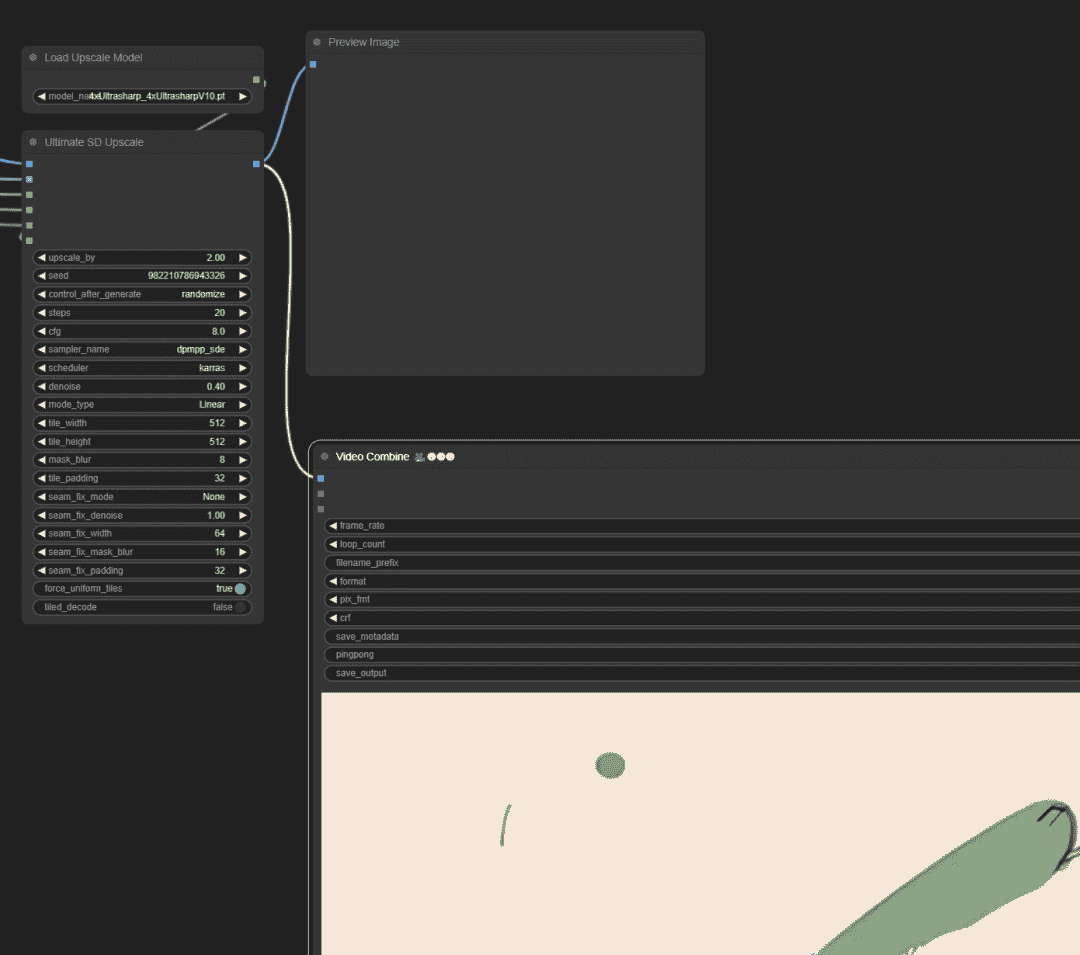 Load Upscale Model
model_na4xUltrasharp_4xUltrasharpV10.pt
Ultimate SD Upscale
upscale_by 2.00
seed 982210786943326
control_after_generate randomize
steps 20
cfg 8.0
sampler_name dpmpp_sde
scheduler karras
denoise 0.40
mode_type Linear
tile_width 512
tile_height 512
mask_blur 8
tile_padding 32
seam_fix_mode None
seam_fix_denoise 1.00
seam_fix_width 64
seam_fix_mask_blur 16
seam_fix_padding 32
force_uniform_tiles true
tiled_decode false
Preview Image
Video Combine
frame_rate
loop_count
filename_prefix
format
pix_fmt
crf
save_metadata
pingpong
save_output